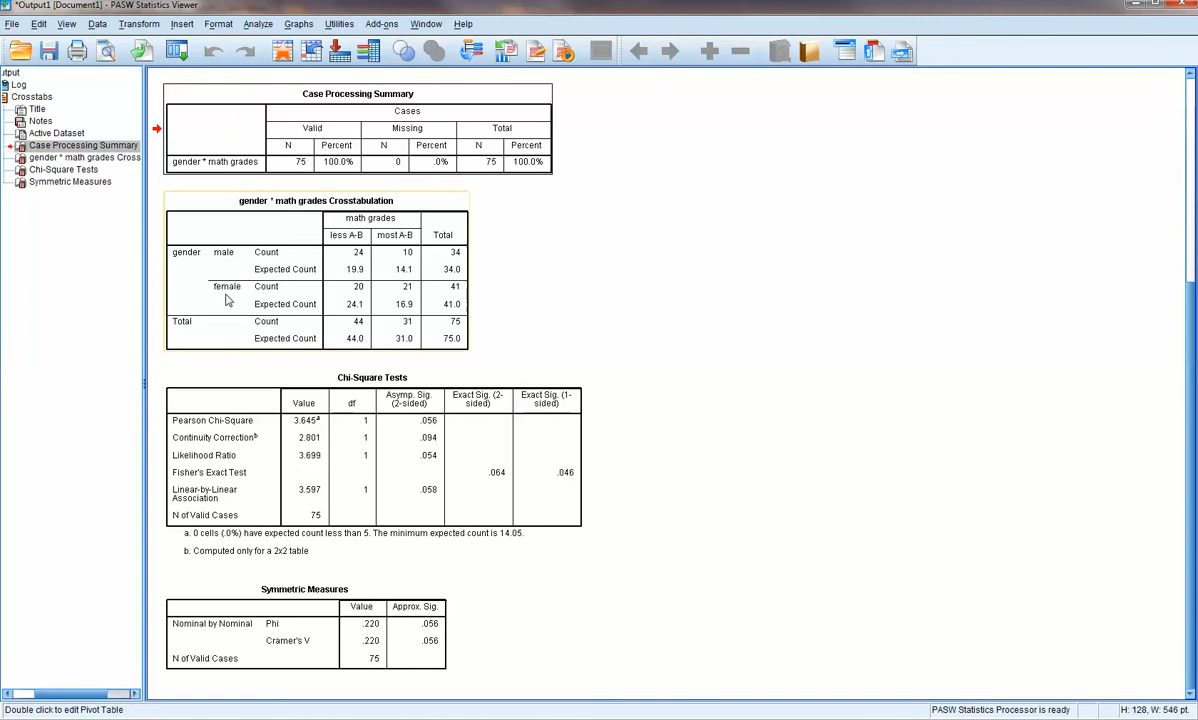 *Output1 [Document1] - PASW Statistics Viewer
File Edit View Data Transform Insert Format Analyze Graphs Utilities Add-ons Window Help
utput
Log
Crosstabs
Title
Notes
Active Dataset
Case Processing Summary
gender * math grades Cross
Chi-Square Tests
Symmetric Measures
Case Processing Summary
Cases
Valid Missing Total
N Percent N Percent N Percent
gender * math grades 75 100.0% 0 .0% 75 100.0%
gender * math grades Crosstabulation
math grades
less A-B most A-B Total
gender male Count 24 10 34
Expected Count 19.9 14.1 34.0
female Count 20 21 41
Expected Count 24.1 16.9 41.0
Total Count 44 31 75
Expected Count 44.0 31.0 75.0
Chi-Square Tests
Value df Asymp. Sig. (2-sided) Exact Sig. (2-sided) Exact Sig. (1-sided)
Pearson Chi-Square 3.645a 1 .056
Continuity Correctionb 2.801 1 .094
Likelihood Ratio 3.699 1 .054
Fisher's Exact Test .064 .046
Linear-by-Linear Association 3.597 1 .058
N of Valid Cases 75
a. 0 cells (.0%) have expected count less than 5. The minimum expected count is 14.05.
b. Computed only for a 2x2 table
Symmetric Measures
Value Approx. Sig.
Nominal by Nominal Phi .220 .056
Cramer's V .220 .056
N of Valid Cases 75
Double click to edit Pivot Table PASW Statistics Processor is ready H: 128, W: 546 pt.